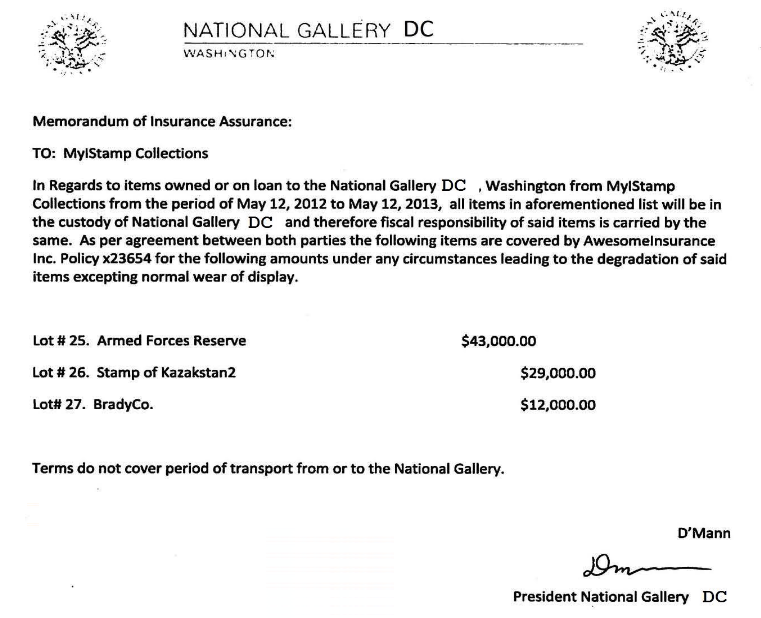 NATIONAL GALLERY DC
WASHINGTON
Memorandum of Insurance Assurance:
TO: MyIStamp Collections
In Regards to items owned or on loan to the National Gallery DC , Washington from MyIStamp
Collections from the period of May 12, 2012 to May 12, 2013, all items in aforementioned list will be in
the custody of National Gallery DC and therefore fiscal responsibility of said items is carried by the
same. As per agreement between both parties the following items are covered by AwesomeInsurance
Inc. Policy x23654 for the following amounts under any circumstances leading to the degradation of said
items excepting normal wear of display.
Lot # 25. Armed Forces Reserve $43,000.00
Lot # 26. Stamp of Kazakstan2 $29,000.00
Lot# 27. BradyCo. $12,000.00
Terms do not cover period of transport from or to the National Gallery.
D'Mann
President National Gallery DC